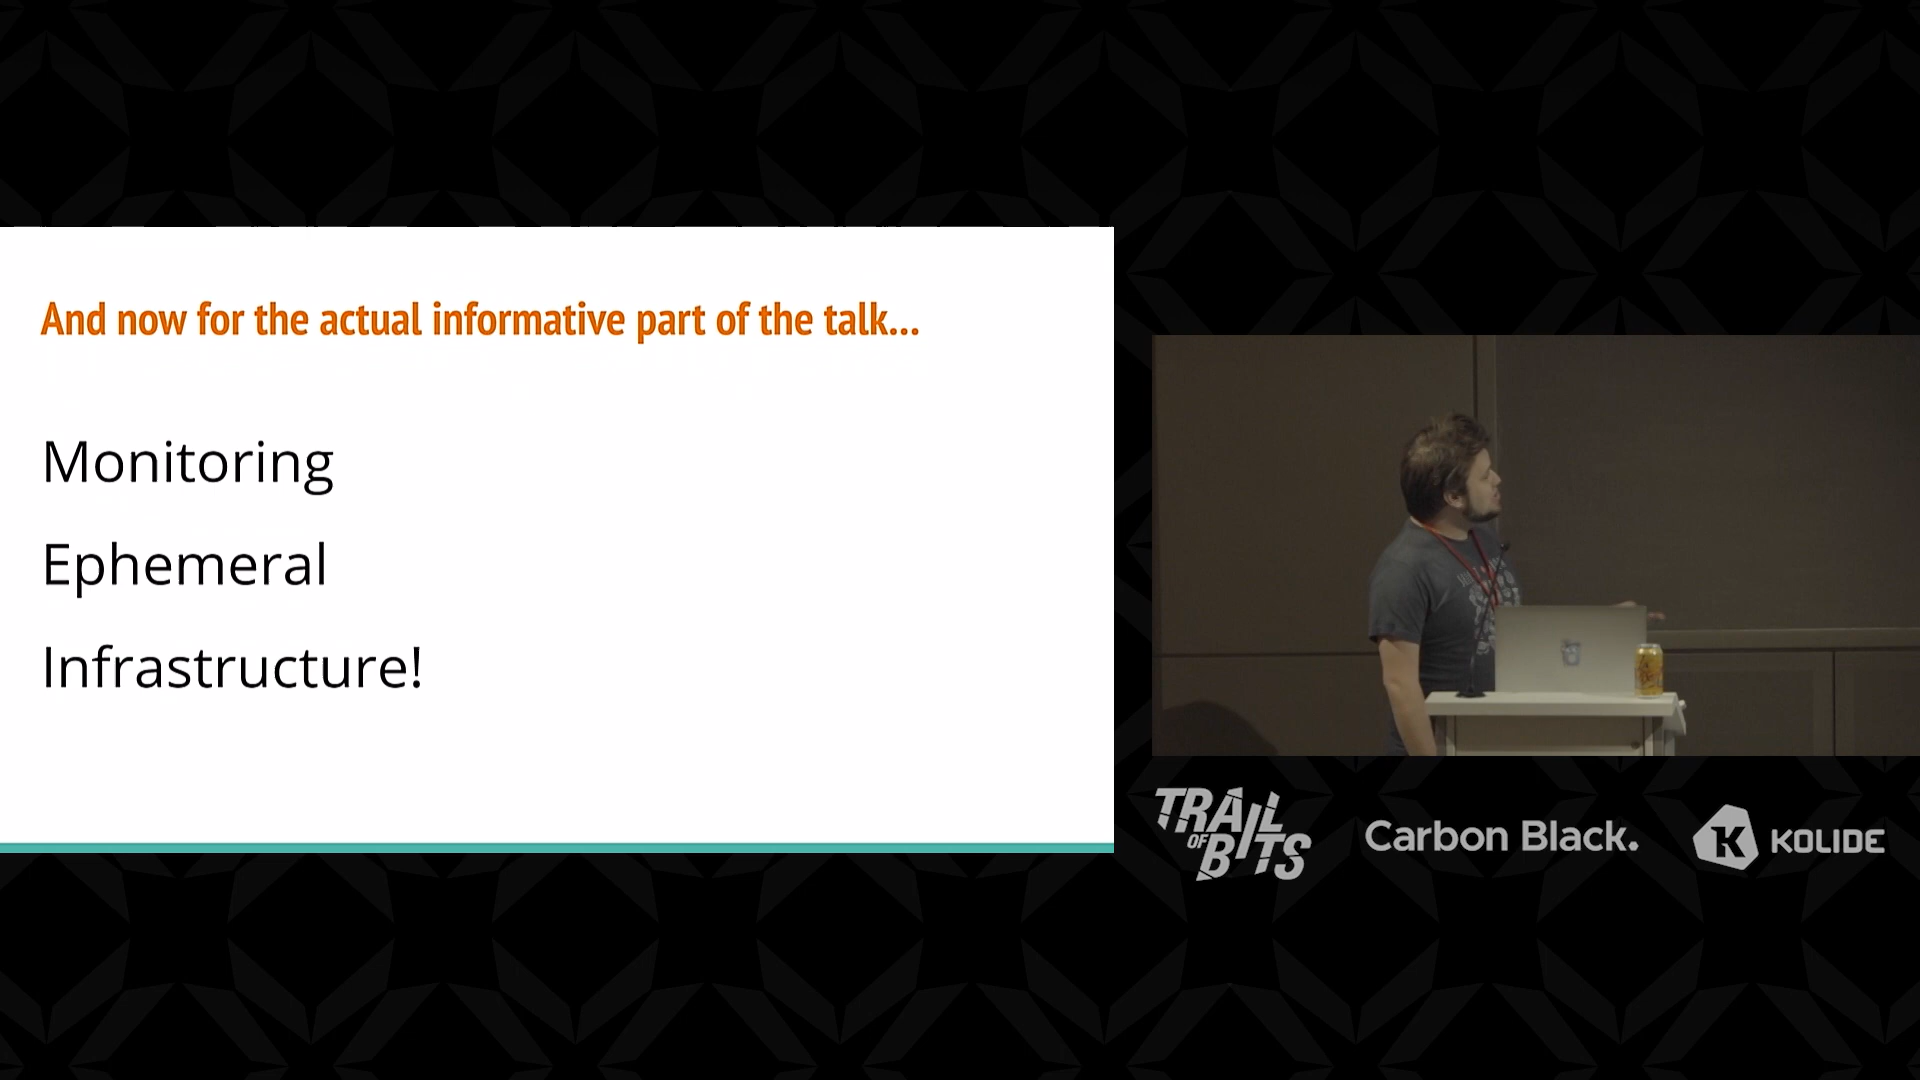 And now for the actual informative part of the talk...
Monitoring
Ephemeral
Infrastructure!
TRAIL
OF
BITS
Carbon Black.
K KOLIDE